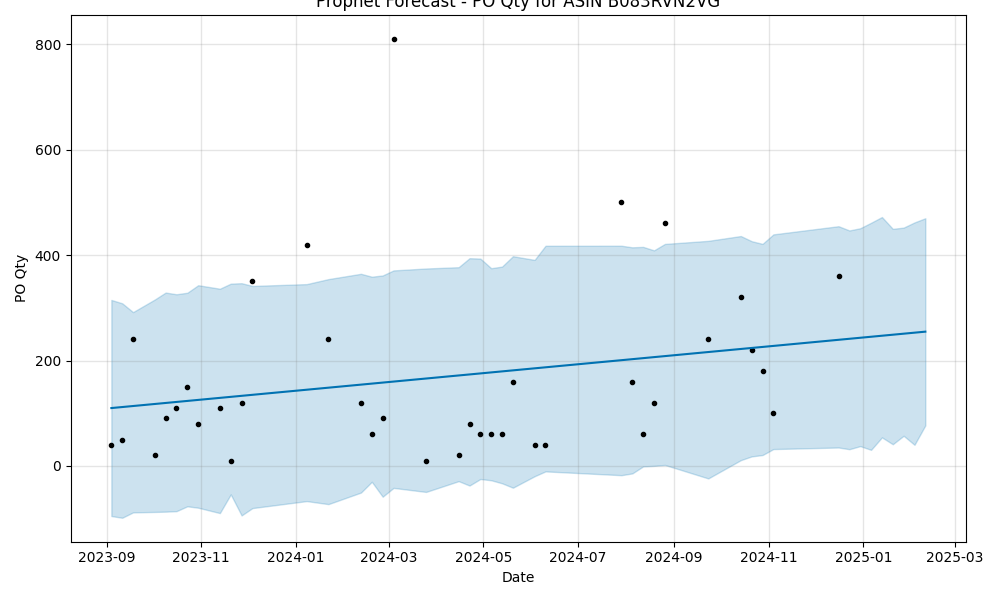 Prophet Forecast - PO Qty for ASIN B083RVN2VG
800
600
400
200
0
PO Qty
2023-09 2023-11 2024-01 2024-03 2024-05 2024-07 2024-09 2024-11 2025-01 2025-03
Date